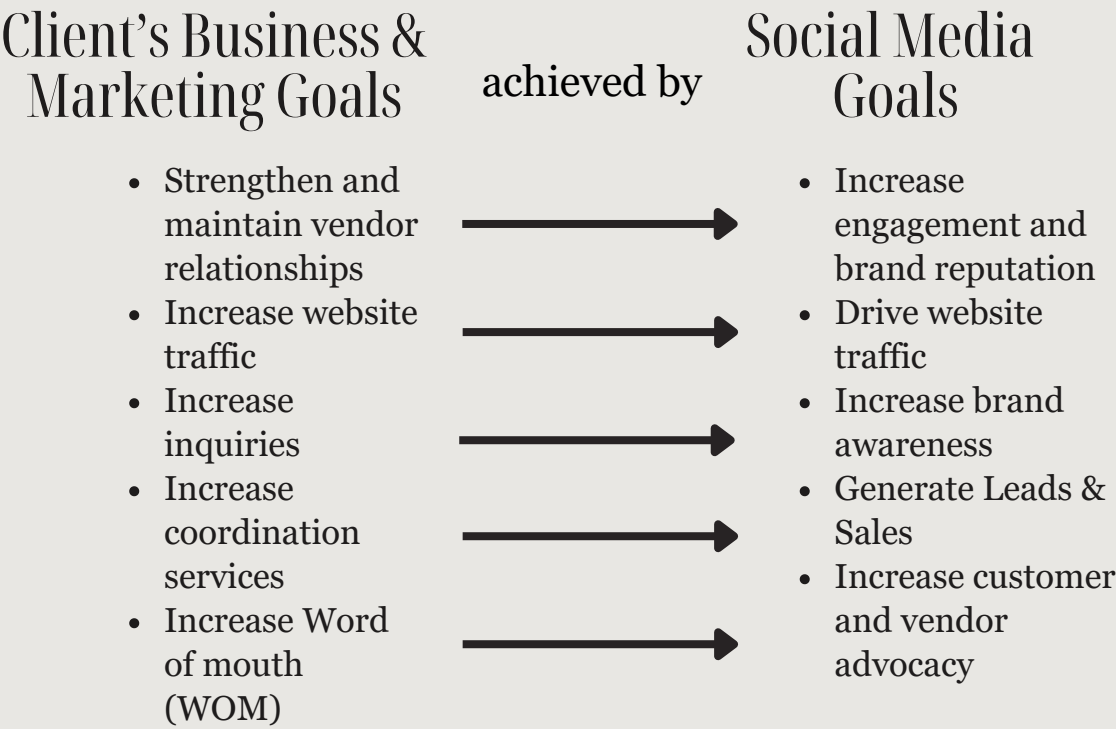 Client's Business &
Marketing Goals
achieved by
Social Media
Goals
• Strengthen and
maintain vendor
relationships
• Increase website
traffic
• Increase
inquiries
• Increase
coordination
services
• Increase Word
of mouth
(WOM)
• Increase
engagement and
brand reputation
• Drive website
traffic
• Increase brand
awareness
• Generate Leads &
Sales
• Increase customer
and vendor
advocacy